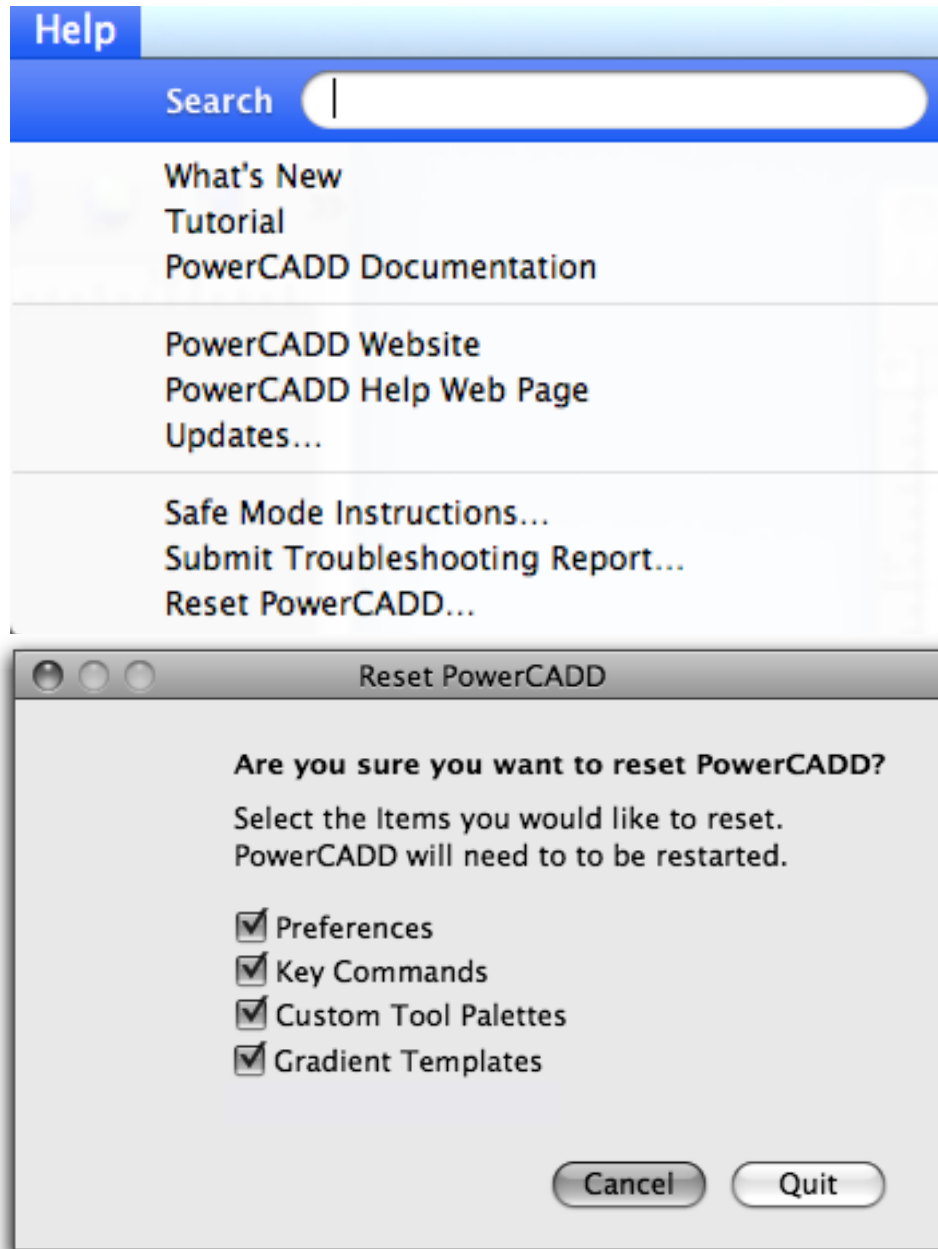 Help
Search
What's New
Tutorial
PowerCADD Documentation
PowerCADD Website
PowerCADD Help Web Page
Updates...
Safe Mode Instructions...
Submit Troubleshooting Report...
Reset PowerCADD...
Reset PowerCADD
Are you sure you want to reset PowerCADD?
Select the Items you would like to reset.
PowerCADD will need to to be restarted.
Preferences
Key Commands
Custom Tool Palettes
Gradient Templates
Cancel Quit